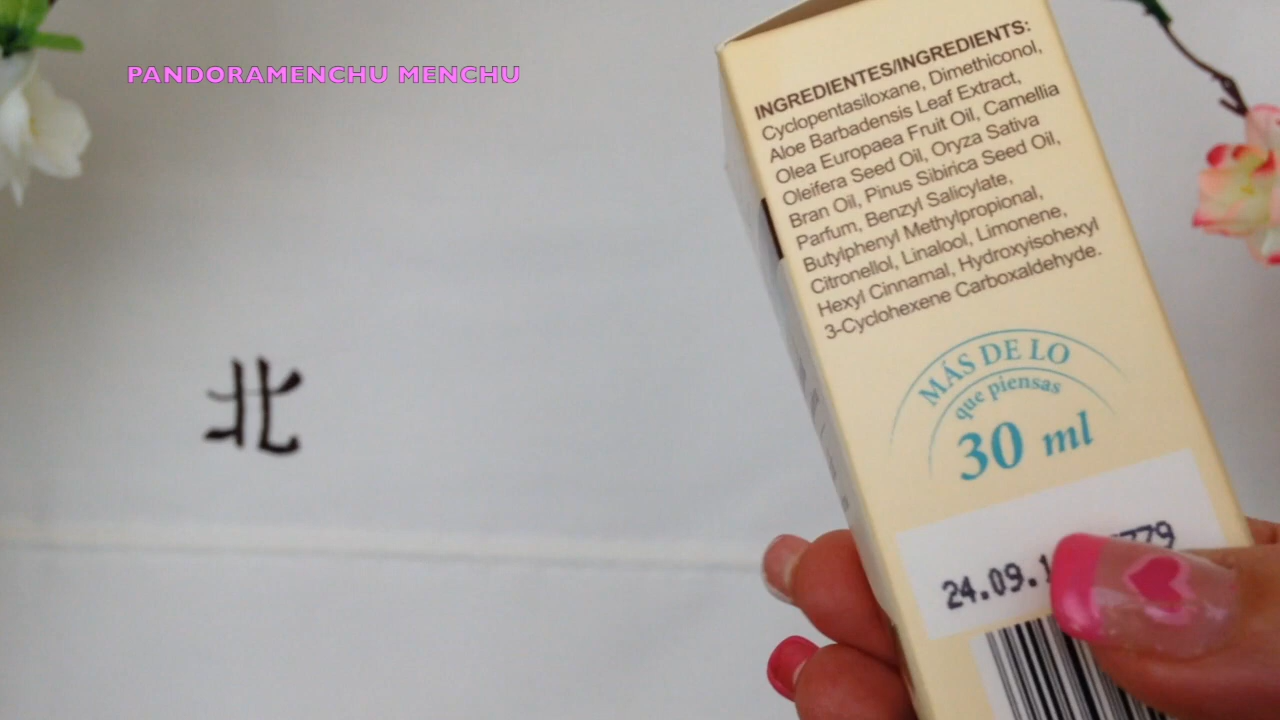 PANDORAMENCHU MENCHU
北
INGREDIENTES/INGREDIENTS:
Cyclopentasiloxane, Dimethiconol,
Aloe Barbadensis Leaf Extract,
Olea Europaea Fruit Oil, Camellia
Oleifera Seed Oil, Oryza Sativa
Bran Oil, Pinus Sibirica Seed Oil,
Parfum, Benzyl Salicylate,
Butylphenyl Methylpropional,
Citronellol, Linalool, Limonene,
Hexyl Cinnamal, Hydroxyisohexyl
3-Cyclohexene Carboxaldehyde.
MÁS DE LO
que piensas
30 ml
24.09.